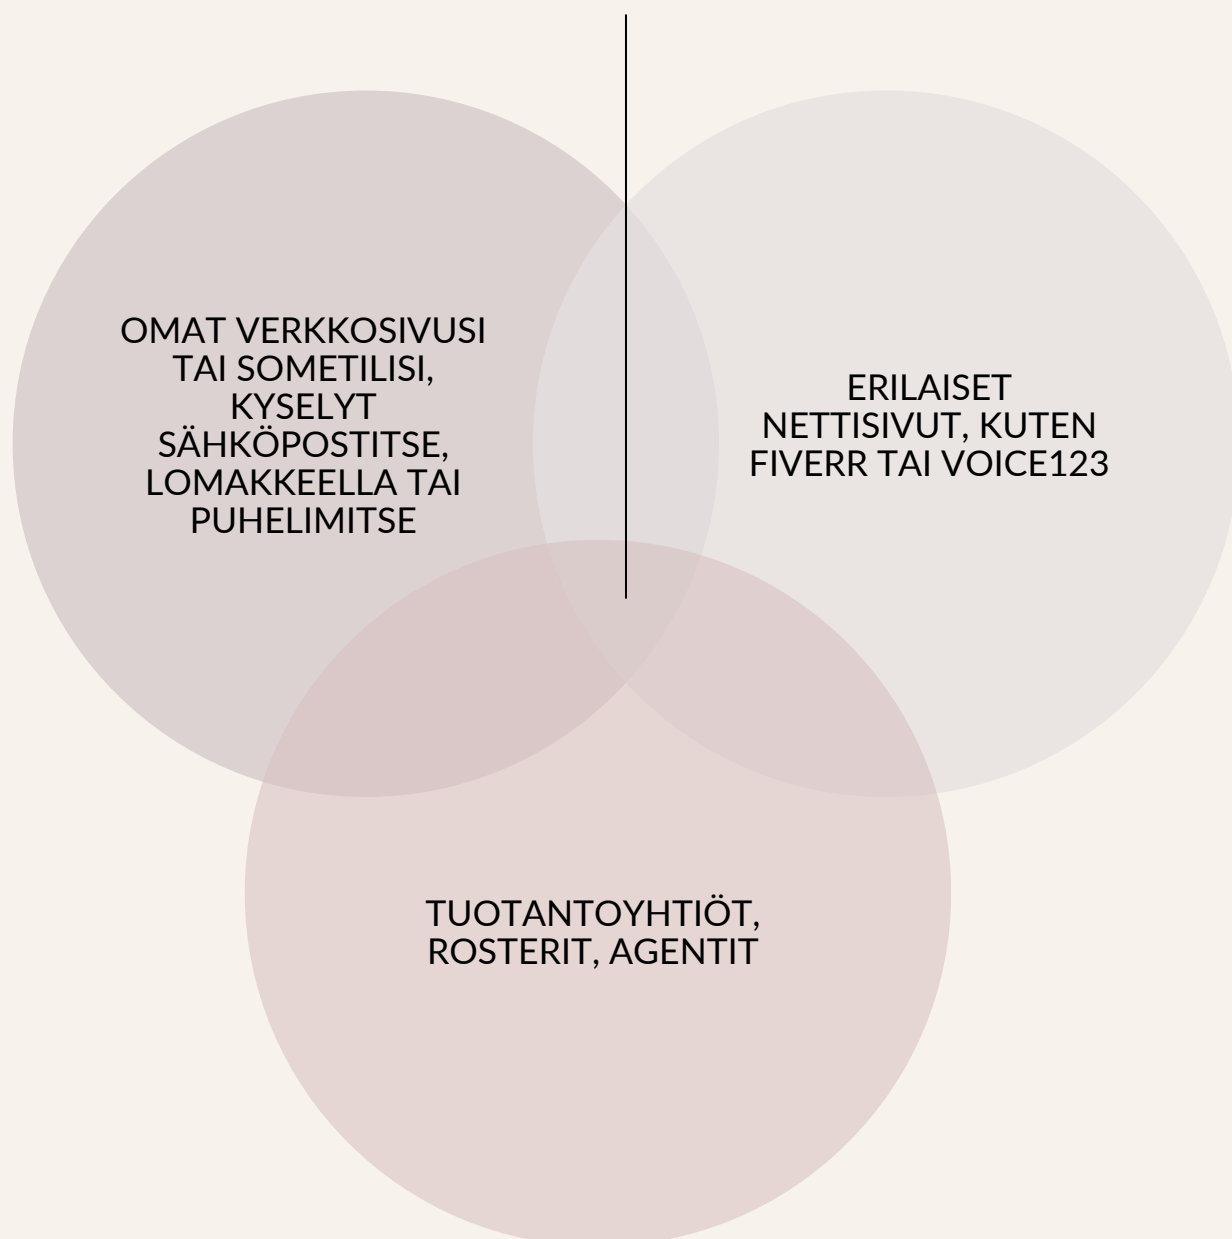 OMAT VERKKOSIVUSI
TAI SOMETILISI,
KYSELYT
SÄHKÖPOSTITSE,
LOMAKKEELLA TAI
PUHELIMITSE
ERILAISET
NETTISIVUT, KUTEN
FIVERR TAI VOICE123
TUOTANTOYHTIÖT,
ROSTERIT, AGENTIT